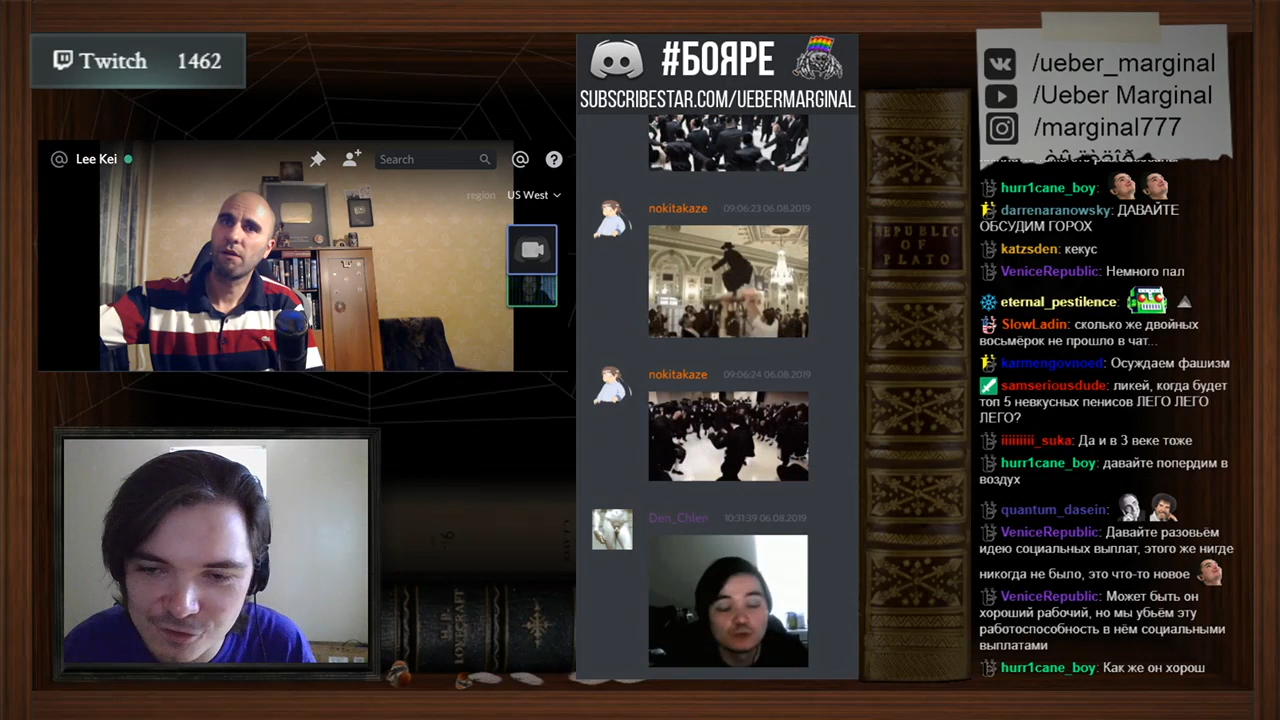 Twitch 1462
Lee Kei
Search
region US West
#БОЯРЕ
SUBSCRIBESTAR.COM/UEBERMARGINAL
nokitakaze 09:06:23 06.08.2019
nokitakaze 09:06:24 06.08.2019
Den_Chlen 10:31:39 06.08.2019
REPUBLIC
OF
PLATO
H.P.
LOVECRAFT
/ueber_marginal
/Ueber Marginal
/marginal777
hurr1cane_boy:
darrenaranowsky: ДАВАЙТЕ
ОБСУДИМ ГОРОХ
katzsden: кекус
VeniceRepublic: Немного пал
eternal_pestilence:
SlowLadin: сколько же двойных
восьмёрок не прошло в чат...
karmengovnoed: Осуждаем фашизм
samseriousdude: ликей, когда будет
топ 5 невкусных пенисов ЛЕГО ЛЕГО
ЛЕГО?
iiiiiiiii_suka: Да и в 3 веке тоже
hurr1cane_boy: давайте попердим в
воздух
quantum_dasein:
VeniceRepublic: Давайте разовьём
идею социальных выплат, этого же нигде
никогда не было, это что-то новое
VeniceRepublic: Может быть он
хороший рабочий, но мы убьём эту
работоспособность в нём социальными
выплатами
hurr1cane_boy: Как же он хорош